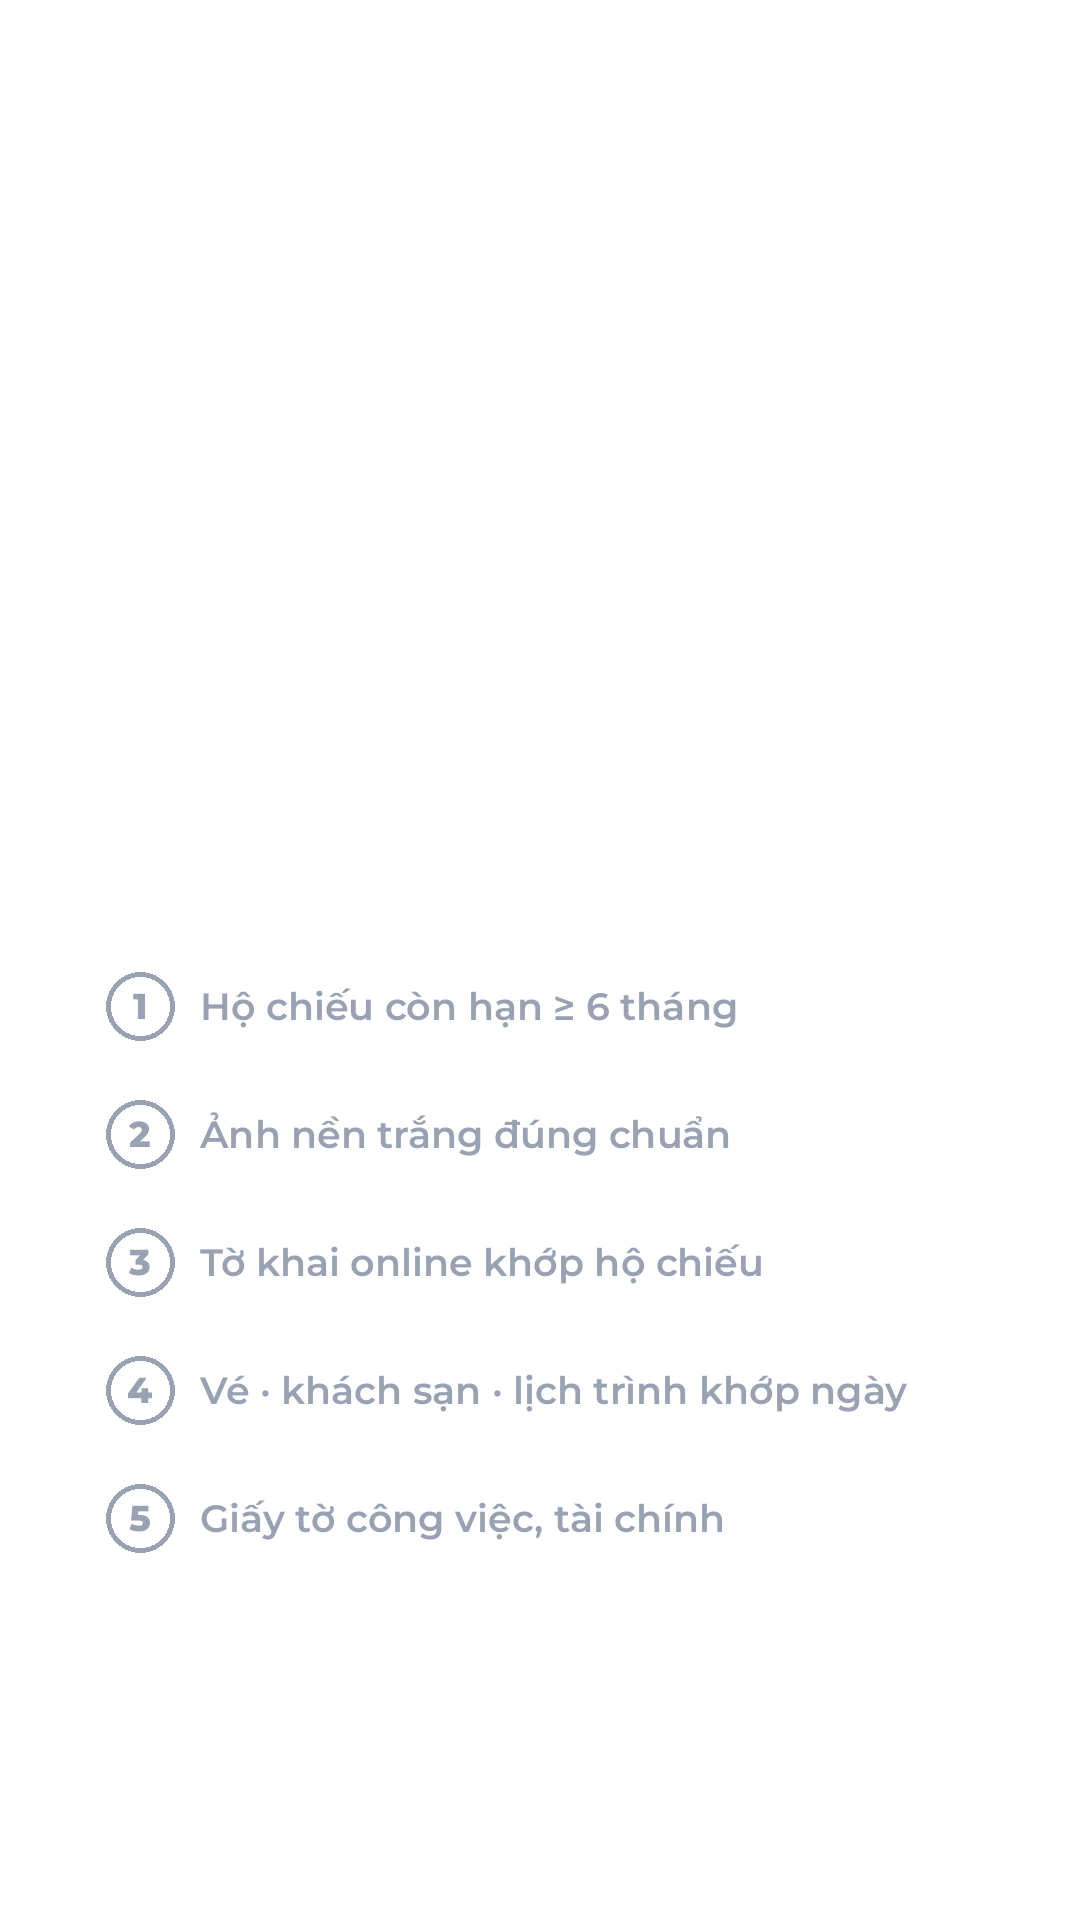 1 Hộ chiếu còn hạn ≥ 6 tháng
2 Ảnh nền trắng đúng chuẩn
3 Tờ khai online khớp hộ chiếu
4 Vé · khách sạn · lịch trình khớp ngày
5 Giấy tờ công việc, tài chính